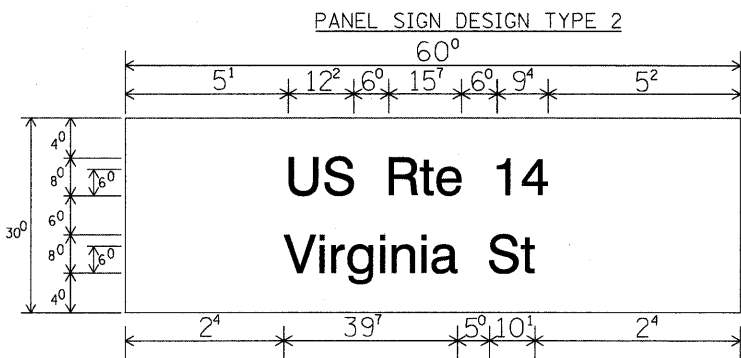 PANEL SIGN DESIGN TYPE 2
60⁰
5¹ 12² 6⁰ 15⁷ 6⁰ 9⁴ 5²
4⁰
8⁰ 6⁰
6⁰
30⁰
8⁰ 6⁰
4⁰
US Rte 14
Virginia St
2⁴ 39⁷ 5⁰ 10¹ 2⁴